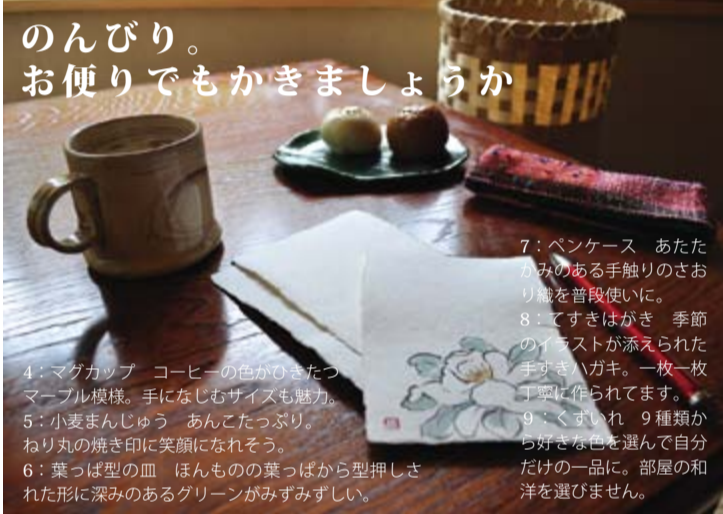 のんびり。
お便りでもかきましょうか
4：マグカップ　コーヒーの色がひきたつ
マーブル模様。手になじむサイズも魅力。
5：小麦まんじゅう　あんこたっぷり。
ねり丸の焼き印に笑顔になれそう。
6：葉っぱ型の皿　ほんものの葉っぱから型押しさ
れた形に深みのあるグリーンがみずみずしい。
7：ペンケース　あたた
かみのある手触りのさお
り織を普段使いに。
8：てすきはがき　季節
のイラストが添えられた
手すきハガキ。一枚一枚
丁寧に作られてます。
9：くずいれ　9種類か
ら好きな色を選んで自分
だけの一品に。部屋の和
洋を選びません。